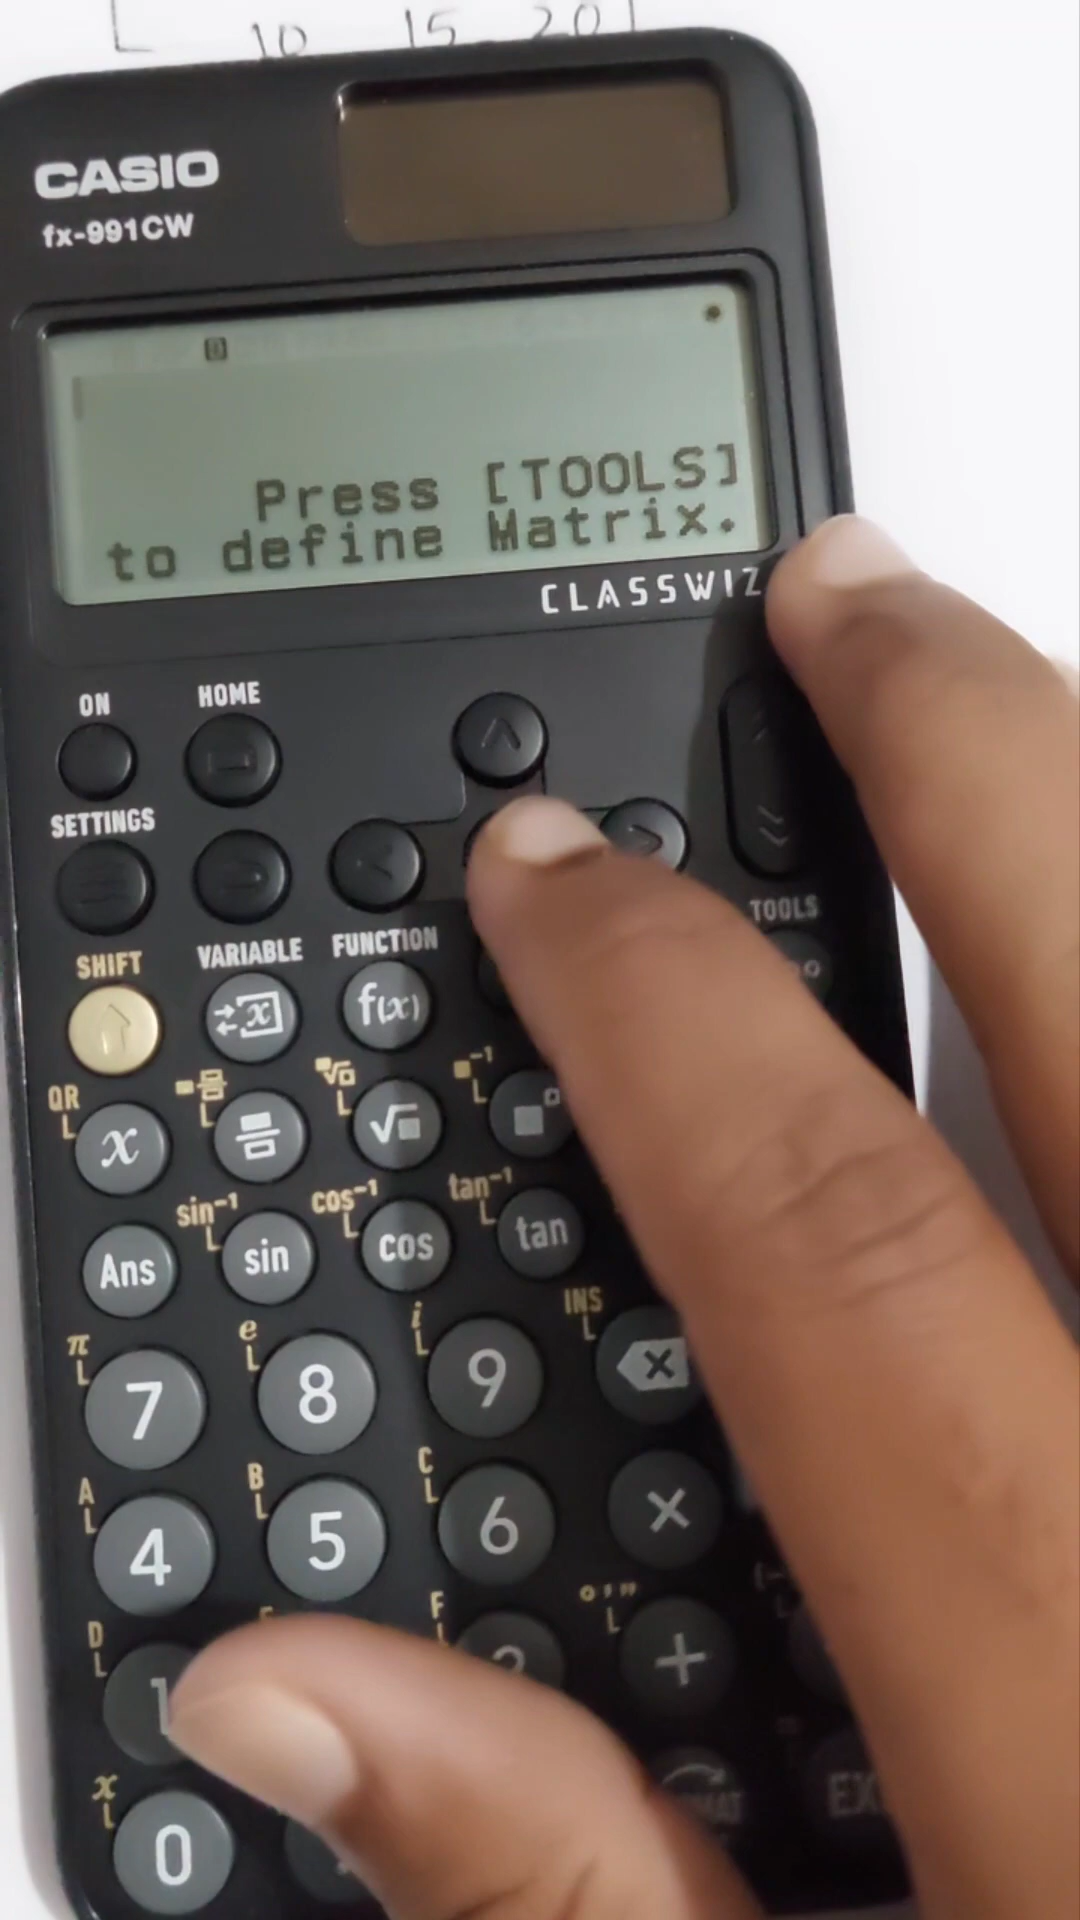 10 15 20
CASIO
fx-991CW
Press [TOOLS]
to define Matrix.
CLASSWIZ
ON HOME
SETTINGS
TOOLS
SHIFT VARIABLE FUNCTION
x f(x)
QR -1
x √
sin-1 cos-1 tan-1
Ans sin cos tan
π e i INS
7 8 9
A B C
4 5 6 ×
D F ° ’ ”
1 +
x
0